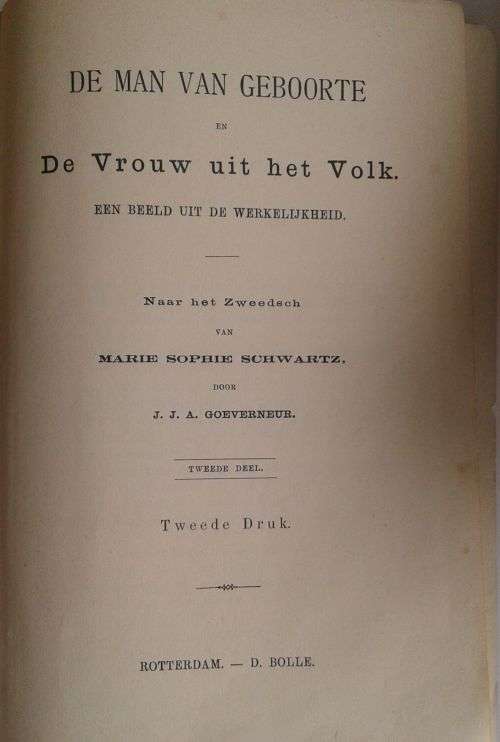 DE MAN VAN GEBOORTE
EN
De Vrouw uit het Volk.
EEN BEELD UIT DE WERKELIJKHEID.
Naar het Zweedsch
VAN
MARIE SOPHIE SCHWARTZ,
DOOR
J. J. A. GOEVERNEUR.
TWEEDE DEEL.
Tweede Druk.
ROTTERDAM. — D. BOLLE.